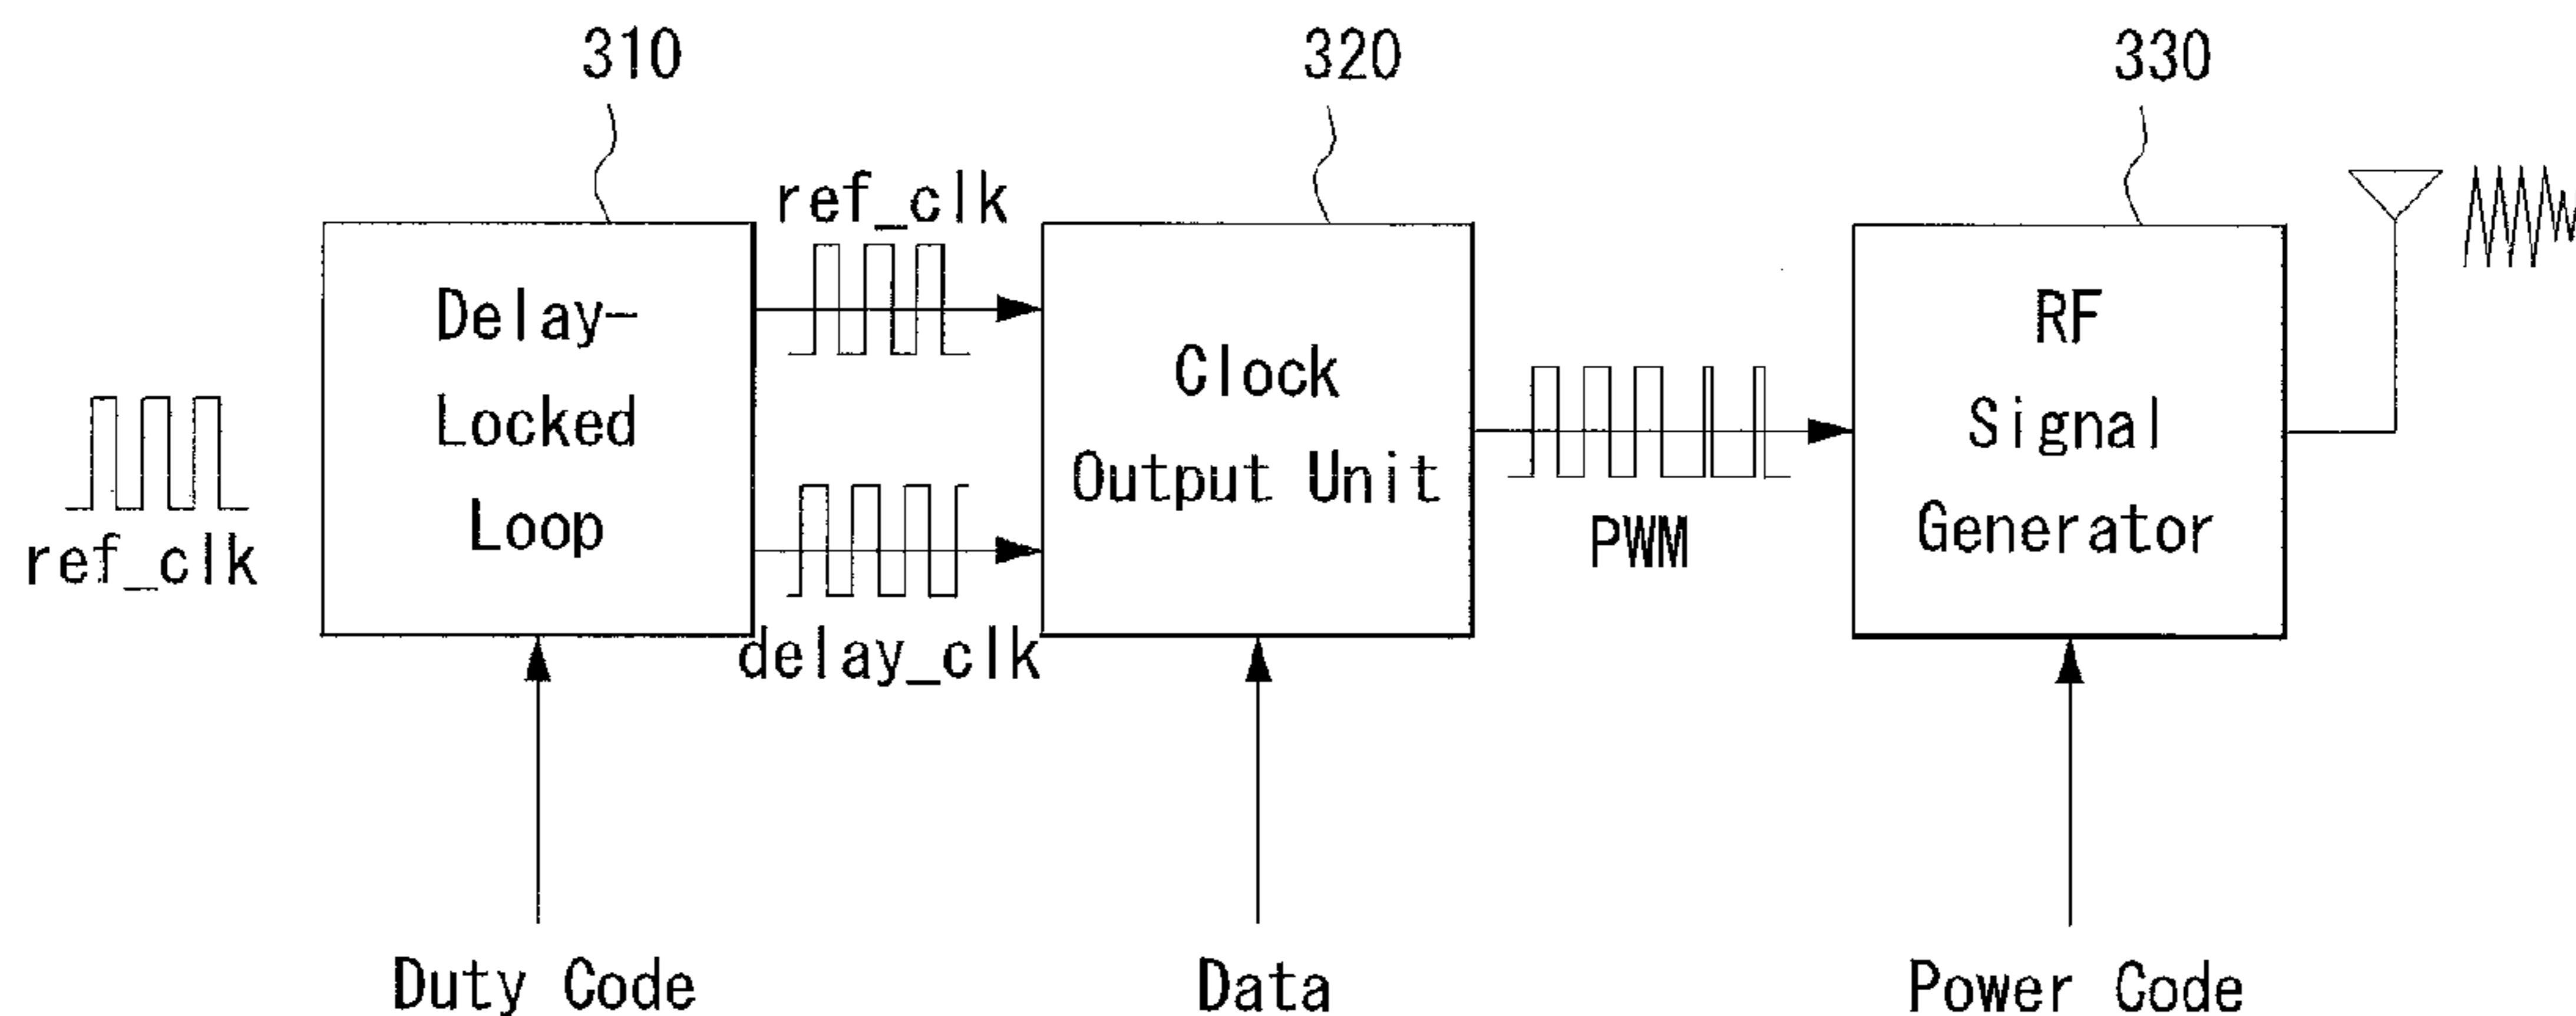 310
320
330
ref_clk
Delay-
Locked
Loop
ref_clk
delay_clk
Clock
Output Unit
PWM
RF
Signal
Generator
Duty Code
Data
Power Code